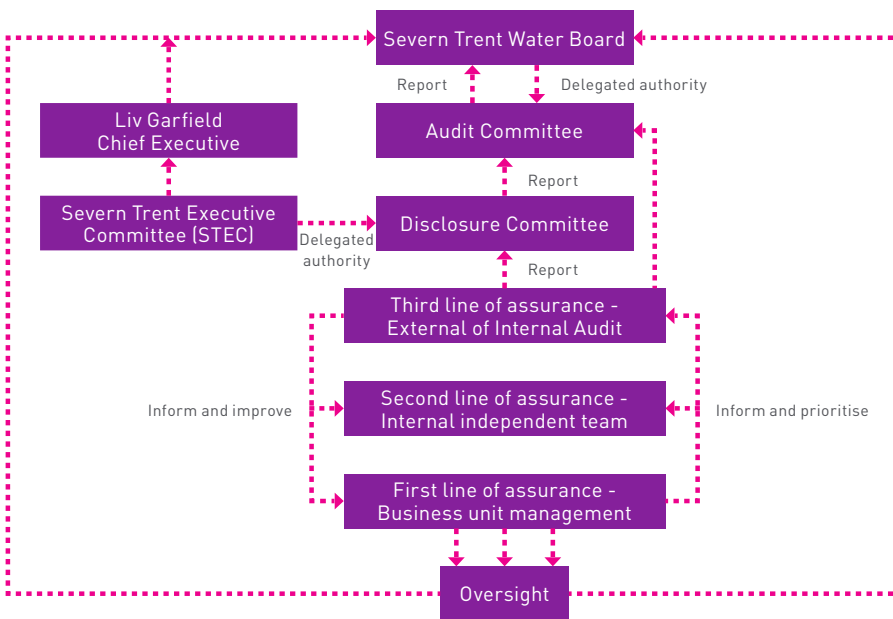 Severn Trent Water Board
Report
Delegated authority
Liv Garfield
Chief Executive
Audit Committee
Report
Severn Trent Executive
Committee (STEC)
Delegated
authority
Disclosure Committee
Report
Third line of assurance -
External of Internal Audit
Inform and improve
Second line of assurance -
Internal independent team
Inform and prioritise
First line of assurance -
Business unit management
Oversight